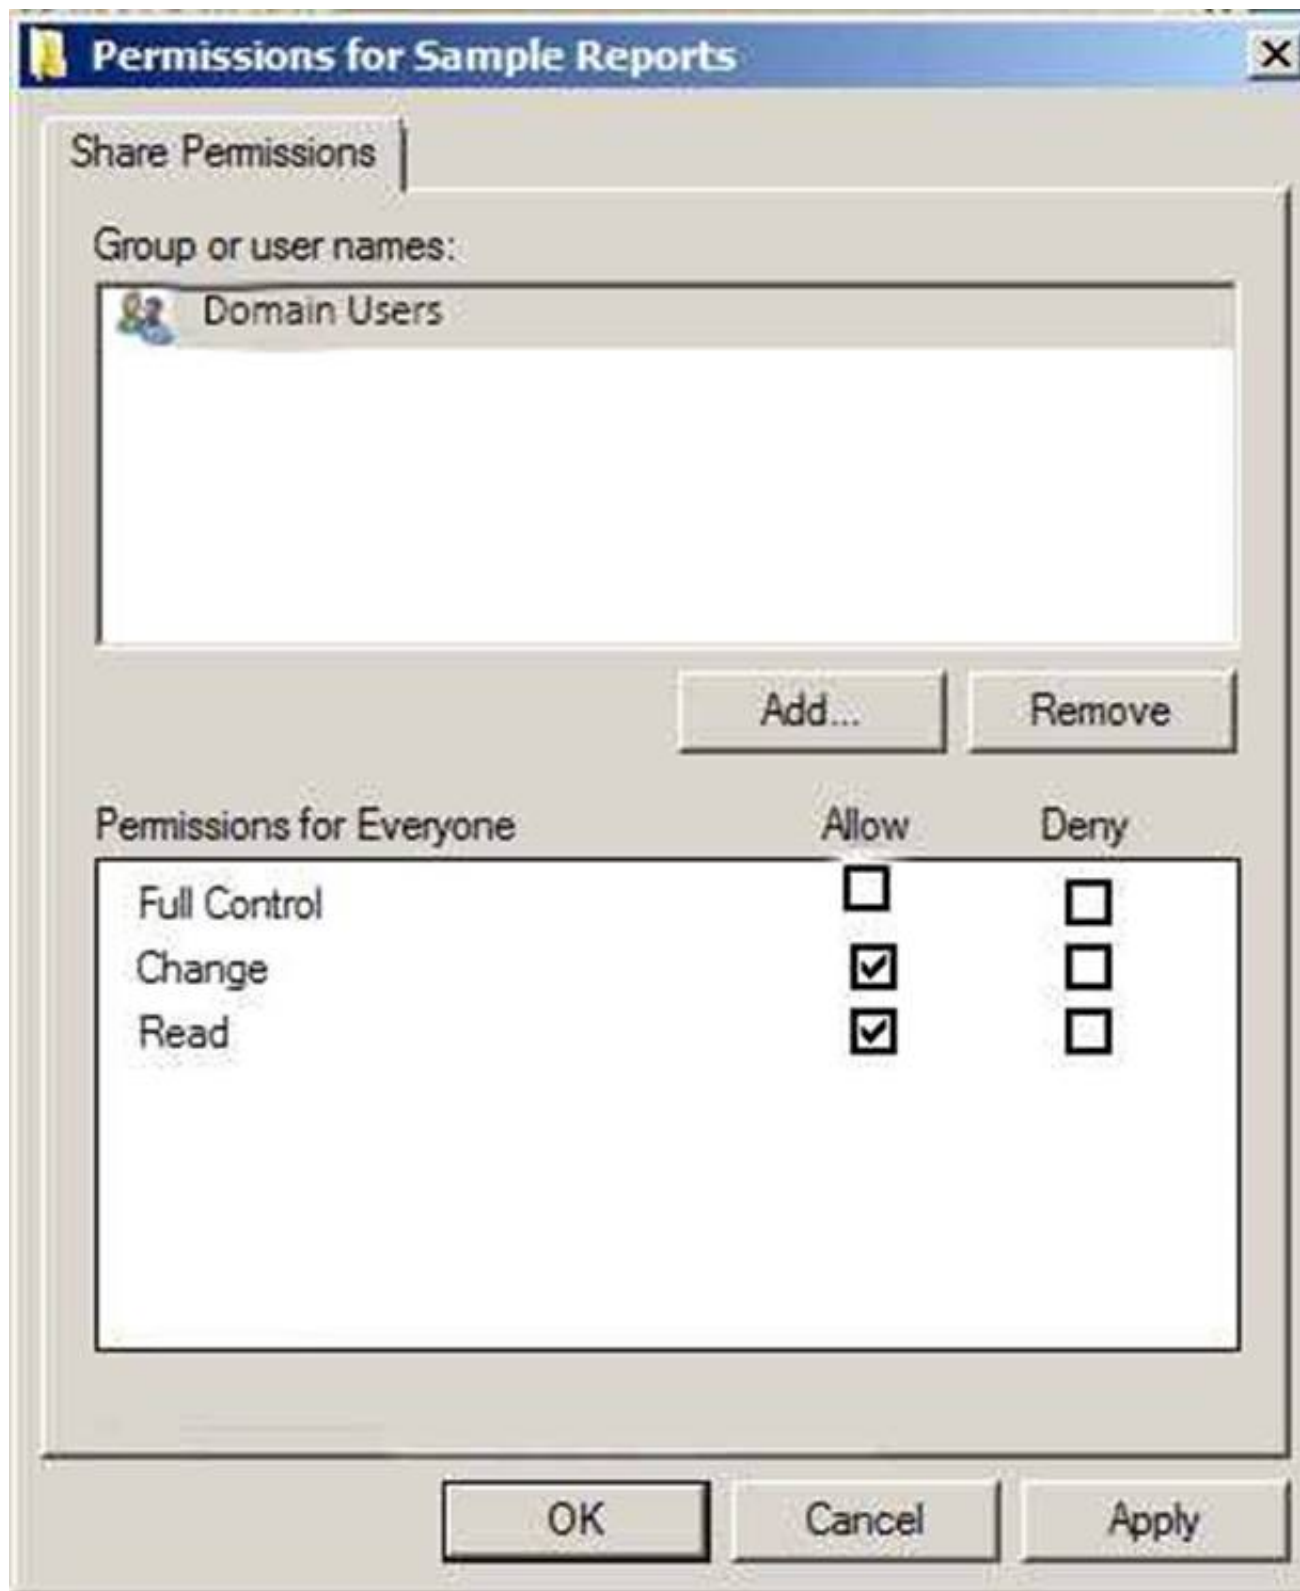 Permissions for Sample Reports
Share Permissions
Group or user names:
Domain Users
Add... Remove
Permissions for Everyone Allow Deny
Full Control
Change
Read
OK Cancel Apply